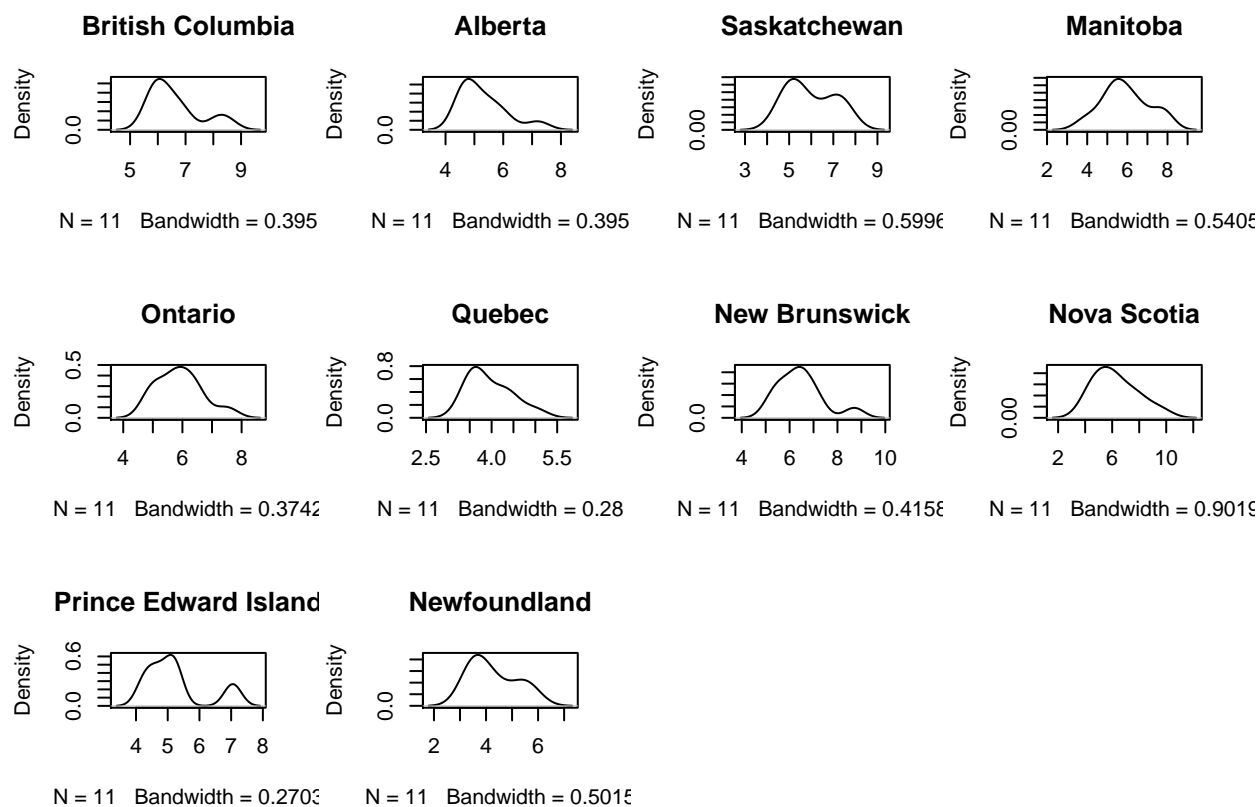 British Columbia Alberta Saskatchewan Manitoba
Density Density Density Density
0.0 0.0 0.00 0.00
5 7 9 4 6 8 3 5 7 9 2 4 6 8
N = 11 Bandwidth = 0.395 N = 11 Bandwidth = 0.395 N = 11 Bandwidth = 0.5996 N = 11 Bandwidth = 0.5405
Ontario Quebec New Brunswick Nova Scotia
Density Density Density Density
0.0 0.5 0.0 0.8 0.0 0.00
4 6 8 2.5 4.0 5.5 4 6 8 10 2 6 10
N = 11 Bandwidth = 0.3742 N = 11 Bandwidth = 0.28 N = 11 Bandwidth = 0.4158 N = 11 Bandwidth = 0.9019
Prince Edward Island Newfoundland
Density Density
0.0 0.6 0.0
4 5 6 7 8 2 4 6
N = 11 Bandwidth = 0.2703 N = 11 Bandwidth = 0.5015